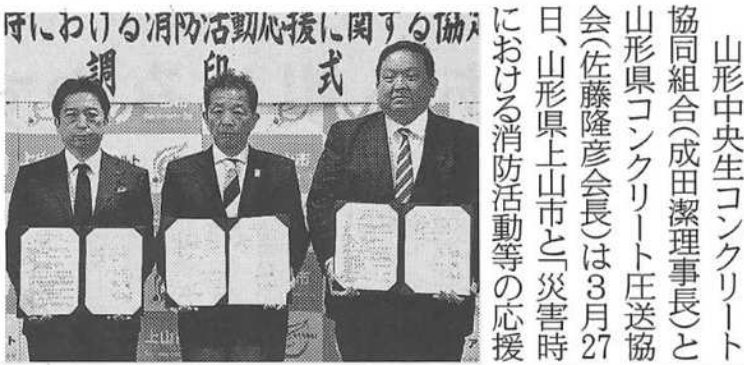 山形中央生コンクリート
協同組合(成田潔理事長)と
山形県コンクリート圧送協
会(佐藤隆彦会長)は3月27
日、山形県上山市と「災害時
における消防活動等の応援
時における消防活動応援に関する協定
調印式
上山
市